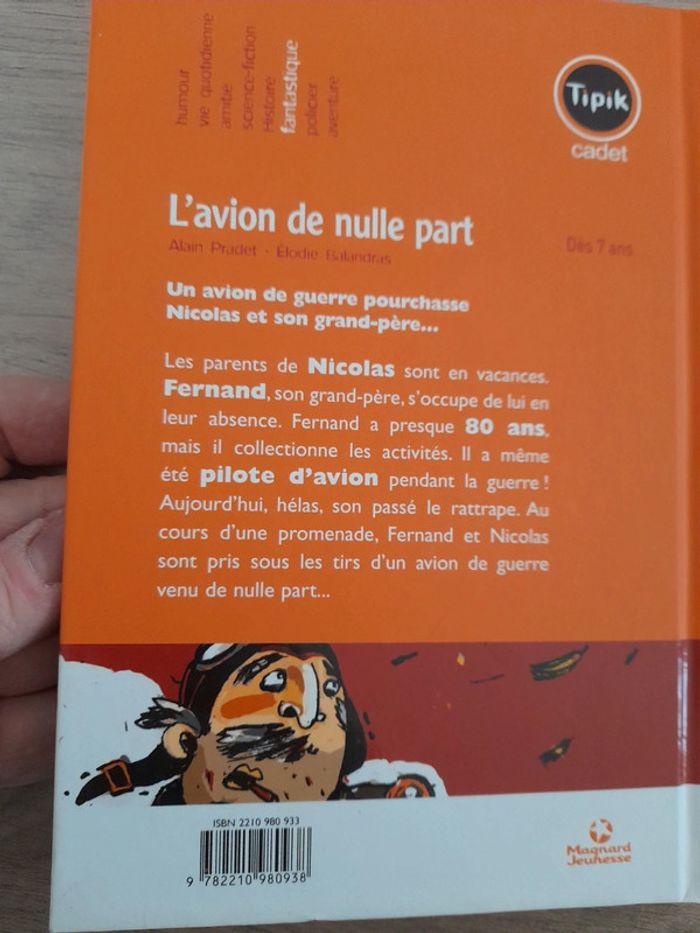 humour
vie quotidienne
amitié
science-fiction
Histoire
fantastique
policier
aventure
Tipik
cadet
L'avion de nulle part
Alain Pradet • Élodie Balandras
Dès 7 ans
Un avion de guerre pourchasse
Nicolas et son grand-père...
Les parents de Nicolas sont en vacances.
Fernand, son grand-père, s'occupe de lui en
leur absence. Fernand a presque 80 ans,
mais il collectionne les activités. Il a même
été pilote d'avion pendant la guerre !
Aujourd'hui, hélas, son passé le rattrape. Au
cours d'une promenade, Fernand et Nicolas
sont pris sous les tirs d'un avion de guerre
venu de nulle part...
ISBN 2210 980 933
9 782210 980938
Magnard
Jeunesse